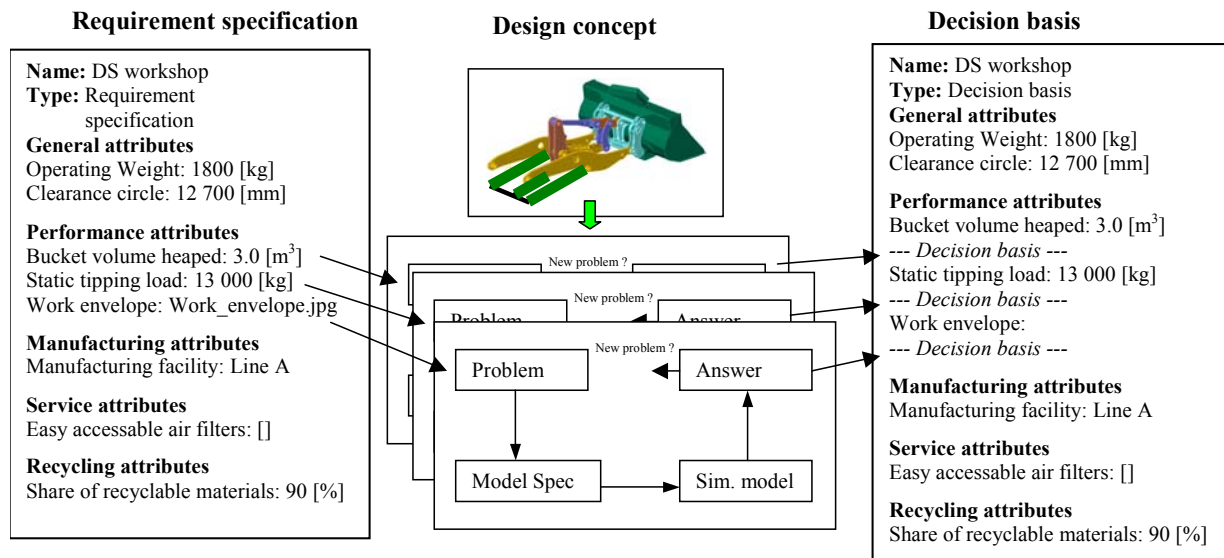 Requirement specification
Name: DS workshop
Type: Requirement
specification
General attributes
Operating Weight: 1800 [kg]
Clearance circle: 12 700 [mm]
Performance attributes
Bucket volume heaped: 3.0 [m³]
Static tipping load: 13 000 [kg]
Work envelope: Work_envelope.jpg
Manufacturing attributes
Manufacturing facility: Line A
Service attributes
Easy accessable air filters: []
Recycling attributes
Share of recyclable materials: 90 [%]
Design concept
New problem ?
New problem ?
Problem
Answer
New problem ?
Problem
Answer
Model Spec
Sim. model
Decision basis
Name: DS workshop
Type: Decision basis
General attributes
Operating Weight: 1800 [kg]
Clearance circle: 12 700 [mm]
Performance attributes
Bucket volume heaped: 3.0 [m³]
--- Decision basis ---
Static tipping load: 13 000 [kg]
--- Decision basis ---
Work envelope:
--- Decision basis ---
Manufacturing attributes
Manufacturing facility: Line A
Service attributes
Easy accessable air filters: []
Recycling attributes
Share of recyclable materials: 90 [%]